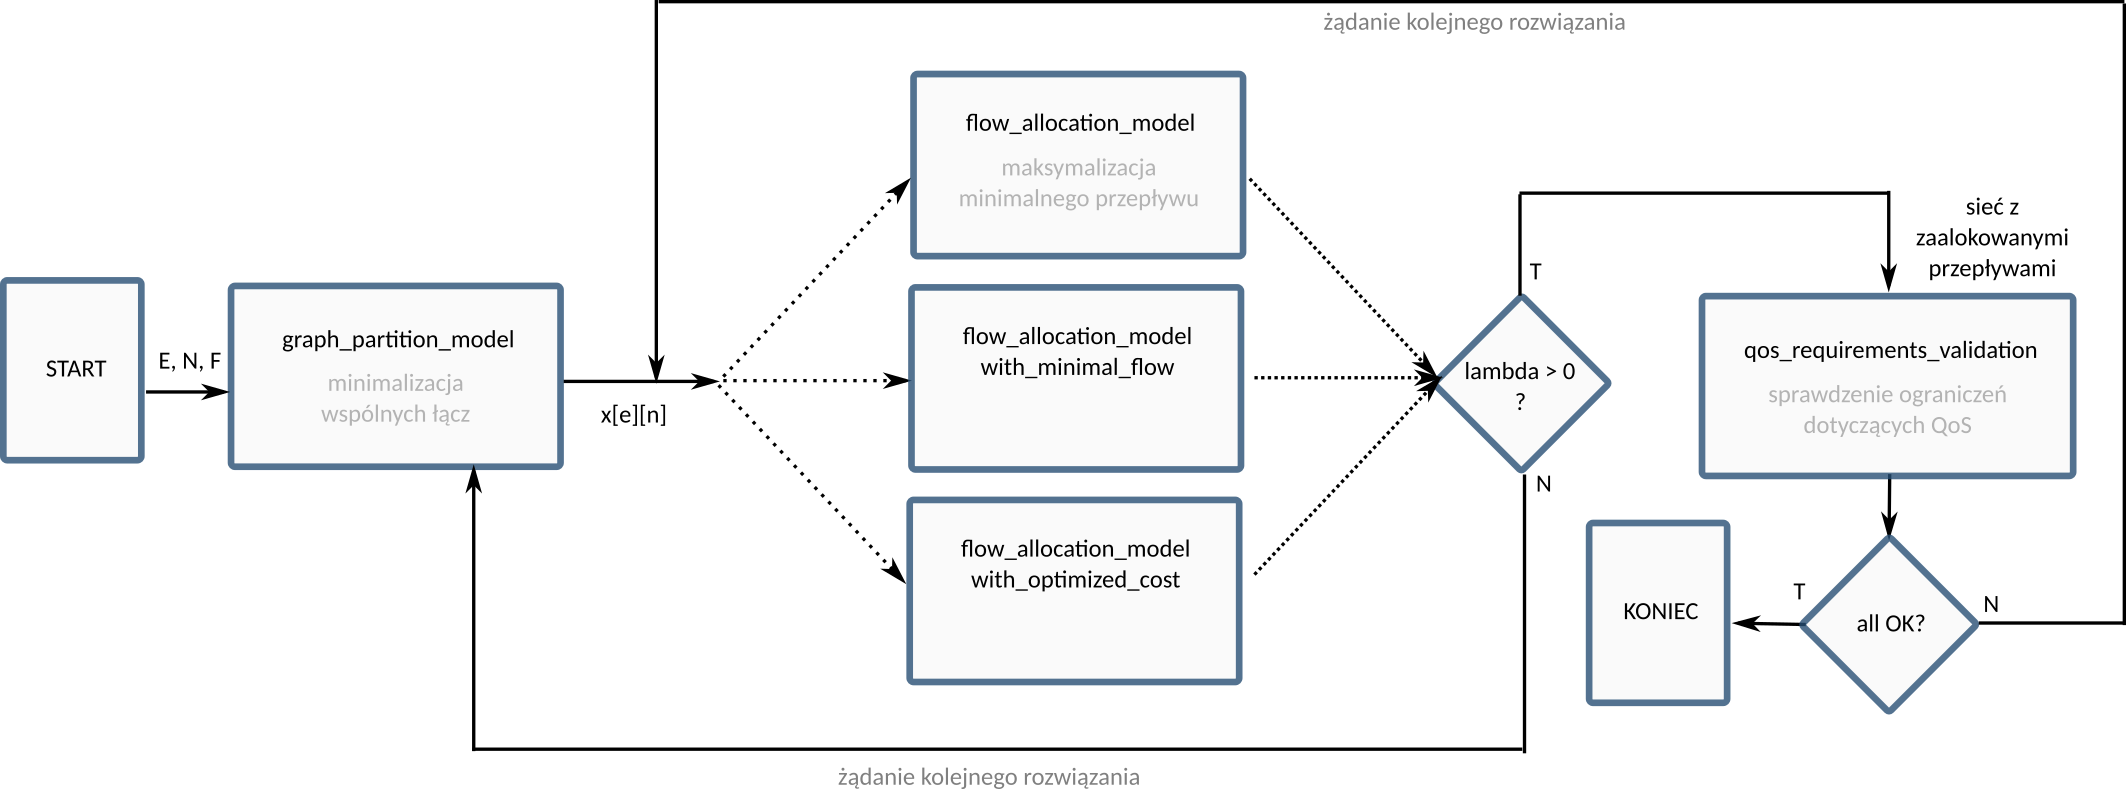 żądanie kolejnego rozwiązania
flow_allocation_model
maksymalizacja
minimalnego przepływu
START
E, N, F
graph_partition_model
minimalizacja
wspólnych łącz
x[e][n]
flow_allocation_model
with_minimal_flow
flow_allocation_model
with_optimized_cost
lambda > 0
?
T
N
sieć z
zaalokowanymi
przepływami
qos_requirements_validation
sprawdzenie ograniczeń
dotyczących QoS
KONIEC
T
all OK?
N
żądanie kolejnego rozwiązania